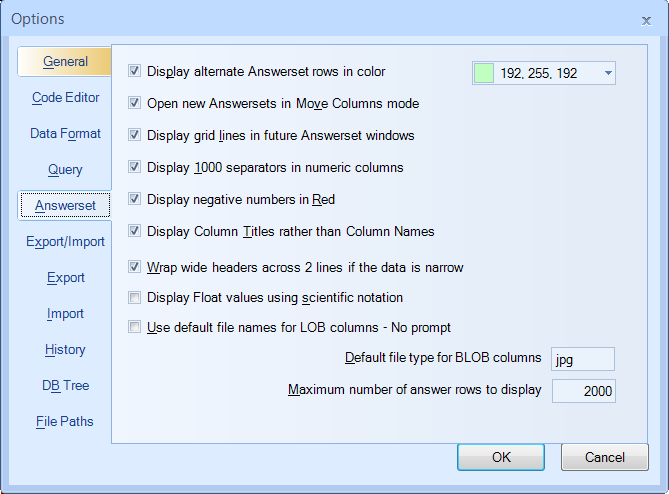 Options
General
Code Editor
Data Format
Query
Answerset
Export/Import
Export
Import
History
DB Tree
File Paths
Display alternate Answerset rows in color
192, 255, 192
Open new Answersets in Move Columns mode
Display grid lines in future Answerset windows
Display 1000 separators in numeric columns
Display negative numbers in Red
Display Column Titles rather than Column Names
Wrap wide headers across 2 lines if the data is narrow
Display Float values using scientific notation
Use default file names for LOB columns - No prompt
Default file type for BLOB columns
jpg
Maximum number of answer rows to display
2000
OK
Cancel